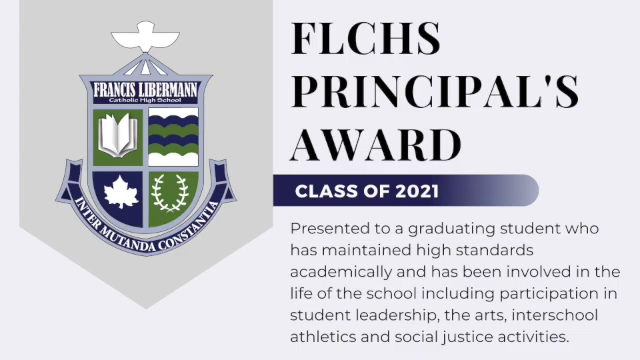 FRANCIS LIBERMANN
Catholic High School
INTER MUTANDA CONSTANTIA
FLCHS
PRINCIPAL'S
AWARD
CLASS OF 2021
Presented to a graduating student who
has maintained high standards
academically and has been involved in the
life of the school including participation in
student leadership, the arts, interschool
athletics and social justice activities.